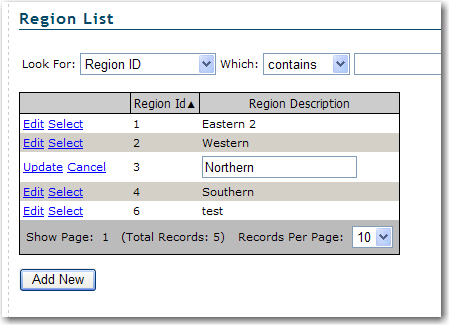 Region List
Look For: Region ID Which: contains
Region Id▲ Region Description
Edit Select 1 Eastern 2
Edit Select 2 Western
Update Cancel 3 Northern
Edit Select 4 Southern
Edit Select 6 test
Show Page: 1 (Total Records: 5) Records Per Page: 10
Add New